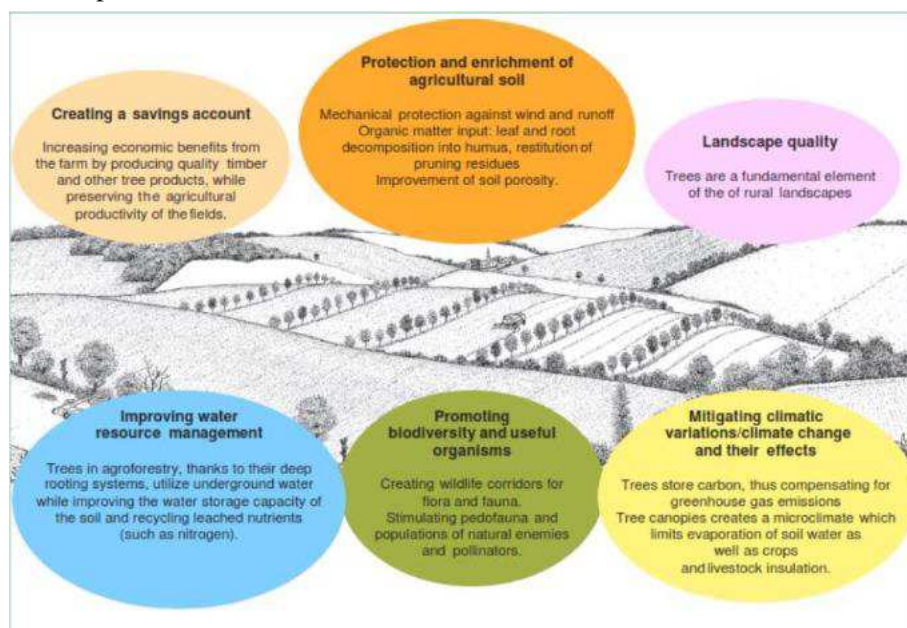 Protection and enrichment of
agricultural soil
Mechanical protection against wind and runoff
Organic matter input: leaf and root
decomposition into humus, restitution of
pruning residues
Improvement of soil porosity.
Creating a savings account
Increasing economic benefits from
the farm by producing quality timber
and other tree products, while
preserving the agricultural
productivity of the fields.
Landscape quality
Trees are a fundamental element
of the of rural landscapes
Improving water
resource management
Trees in agroforestry, thanks to their deep
rooting systems, utilize underground water
while improving the water storage capacity of
the soil and recycling leached nutrients
(such as nitrogen).
Promoting
biodiversity and useful
organisms
Creating wildlife corridors for
flora and fauna.
Stimulating pedofauna and
populations of natural enemies
and pollinators.
Mitigating climatic
variations/climate change
and their effects
Trees store carbon, thus compensating for
greenhouse gas emissions
Tree canopies creates a microclimate which
limits evaporation of soil water as
well as crops
and livestock insulation.